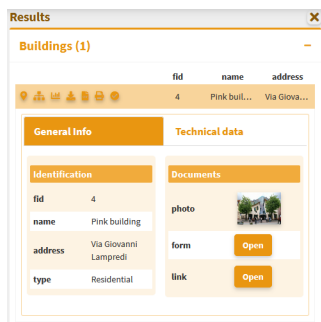 Results
Buildings (1)
fid name address
4 Pink buil... Via Giova...
General Info Technical data
Identification
fid 4
name Pink building
address Via Giovanni
Lampredi
type Residential
Documents
photo
form Open
link Open